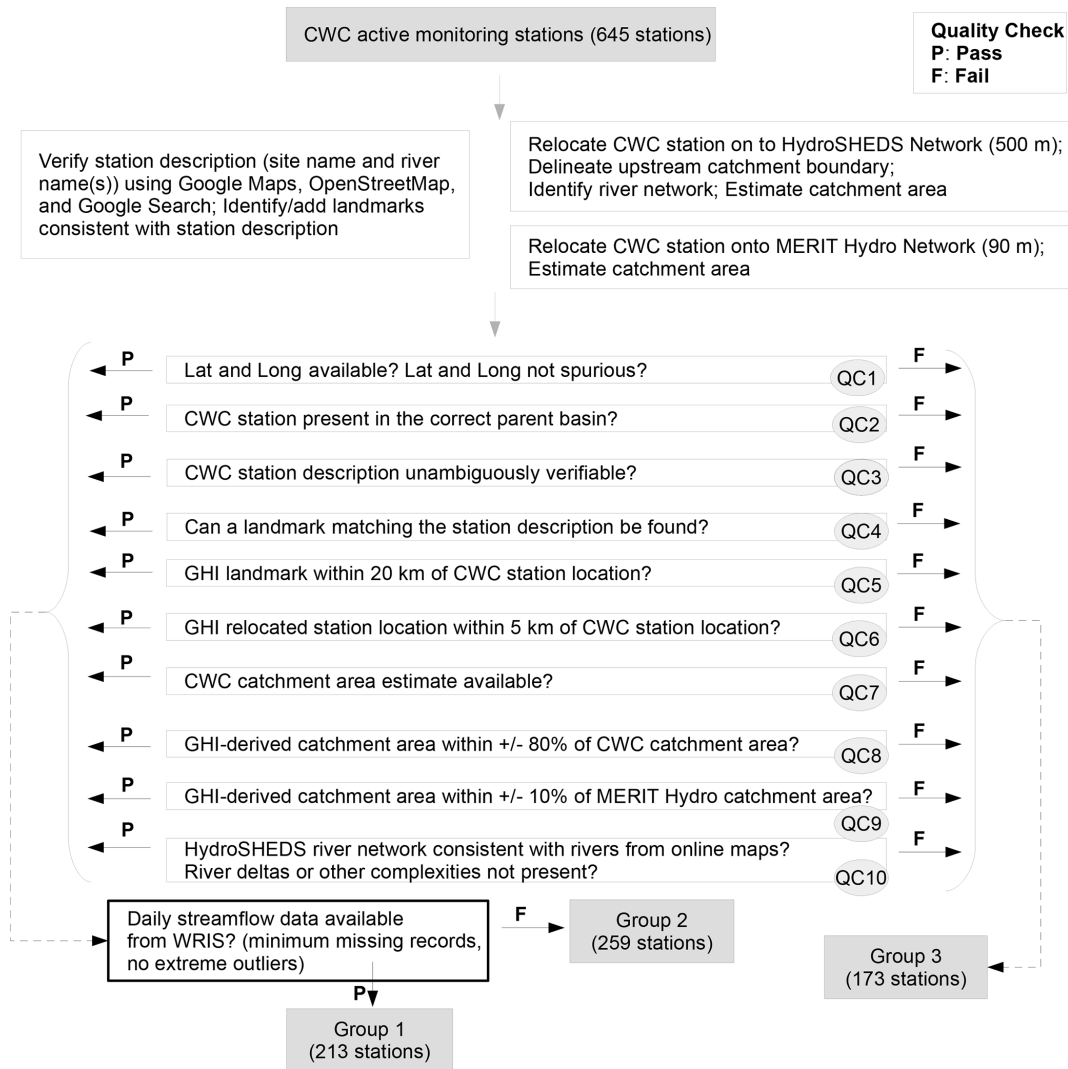 CWC active monitoring stations (645 stations)
Quality Check
P: Pass
F: Fail
Verify station description (site name and river
name(s)) using Google Maps, OpenStreetMap,
and Google Search; Identify/add landmarks
consistent with station description
Relocate CWC station on to HydroSHEDS Network (500 m);
Delineate upstream catchment boundary;
Identify river network; Estimate catchment area
Relocate CWC station onto MERIT Hydro Network (90 m);
Estimate catchment area
P
Lat and Long available? Lat and Long not spurious?
QC1
F
P
CWC station present in the correct parent basin?
QC2
F
P
CWC station description unambiguously verifiable?
QC3
F
P
Can a landmark matching the station description be found?
QC4
F
P
GHI landmark within 20 km of CWC station location?
QC5
F
P
GHI relocated station location within 5 km of CWC station location?
QC6
F
P
CWC catchment area estimate available?
QC7
F
P
GHI-derived catchment area within +/- 80% of CWC catchment area?
QC8
F
P
GHI-derived catchment area within +/- 10% of MERIT Hydro catchment area?
QC9
F
P
HydroSHEDS river network consistent with rivers from online maps?
River deltas or other complexities not present?
QC10
F
Daily streamflow data available
from WRIS? (minimum missing records,
no extreme outliers)
F
Group 2
(259 stations)
Group 3
(173 stations)
P
Group 1
(213 stations)